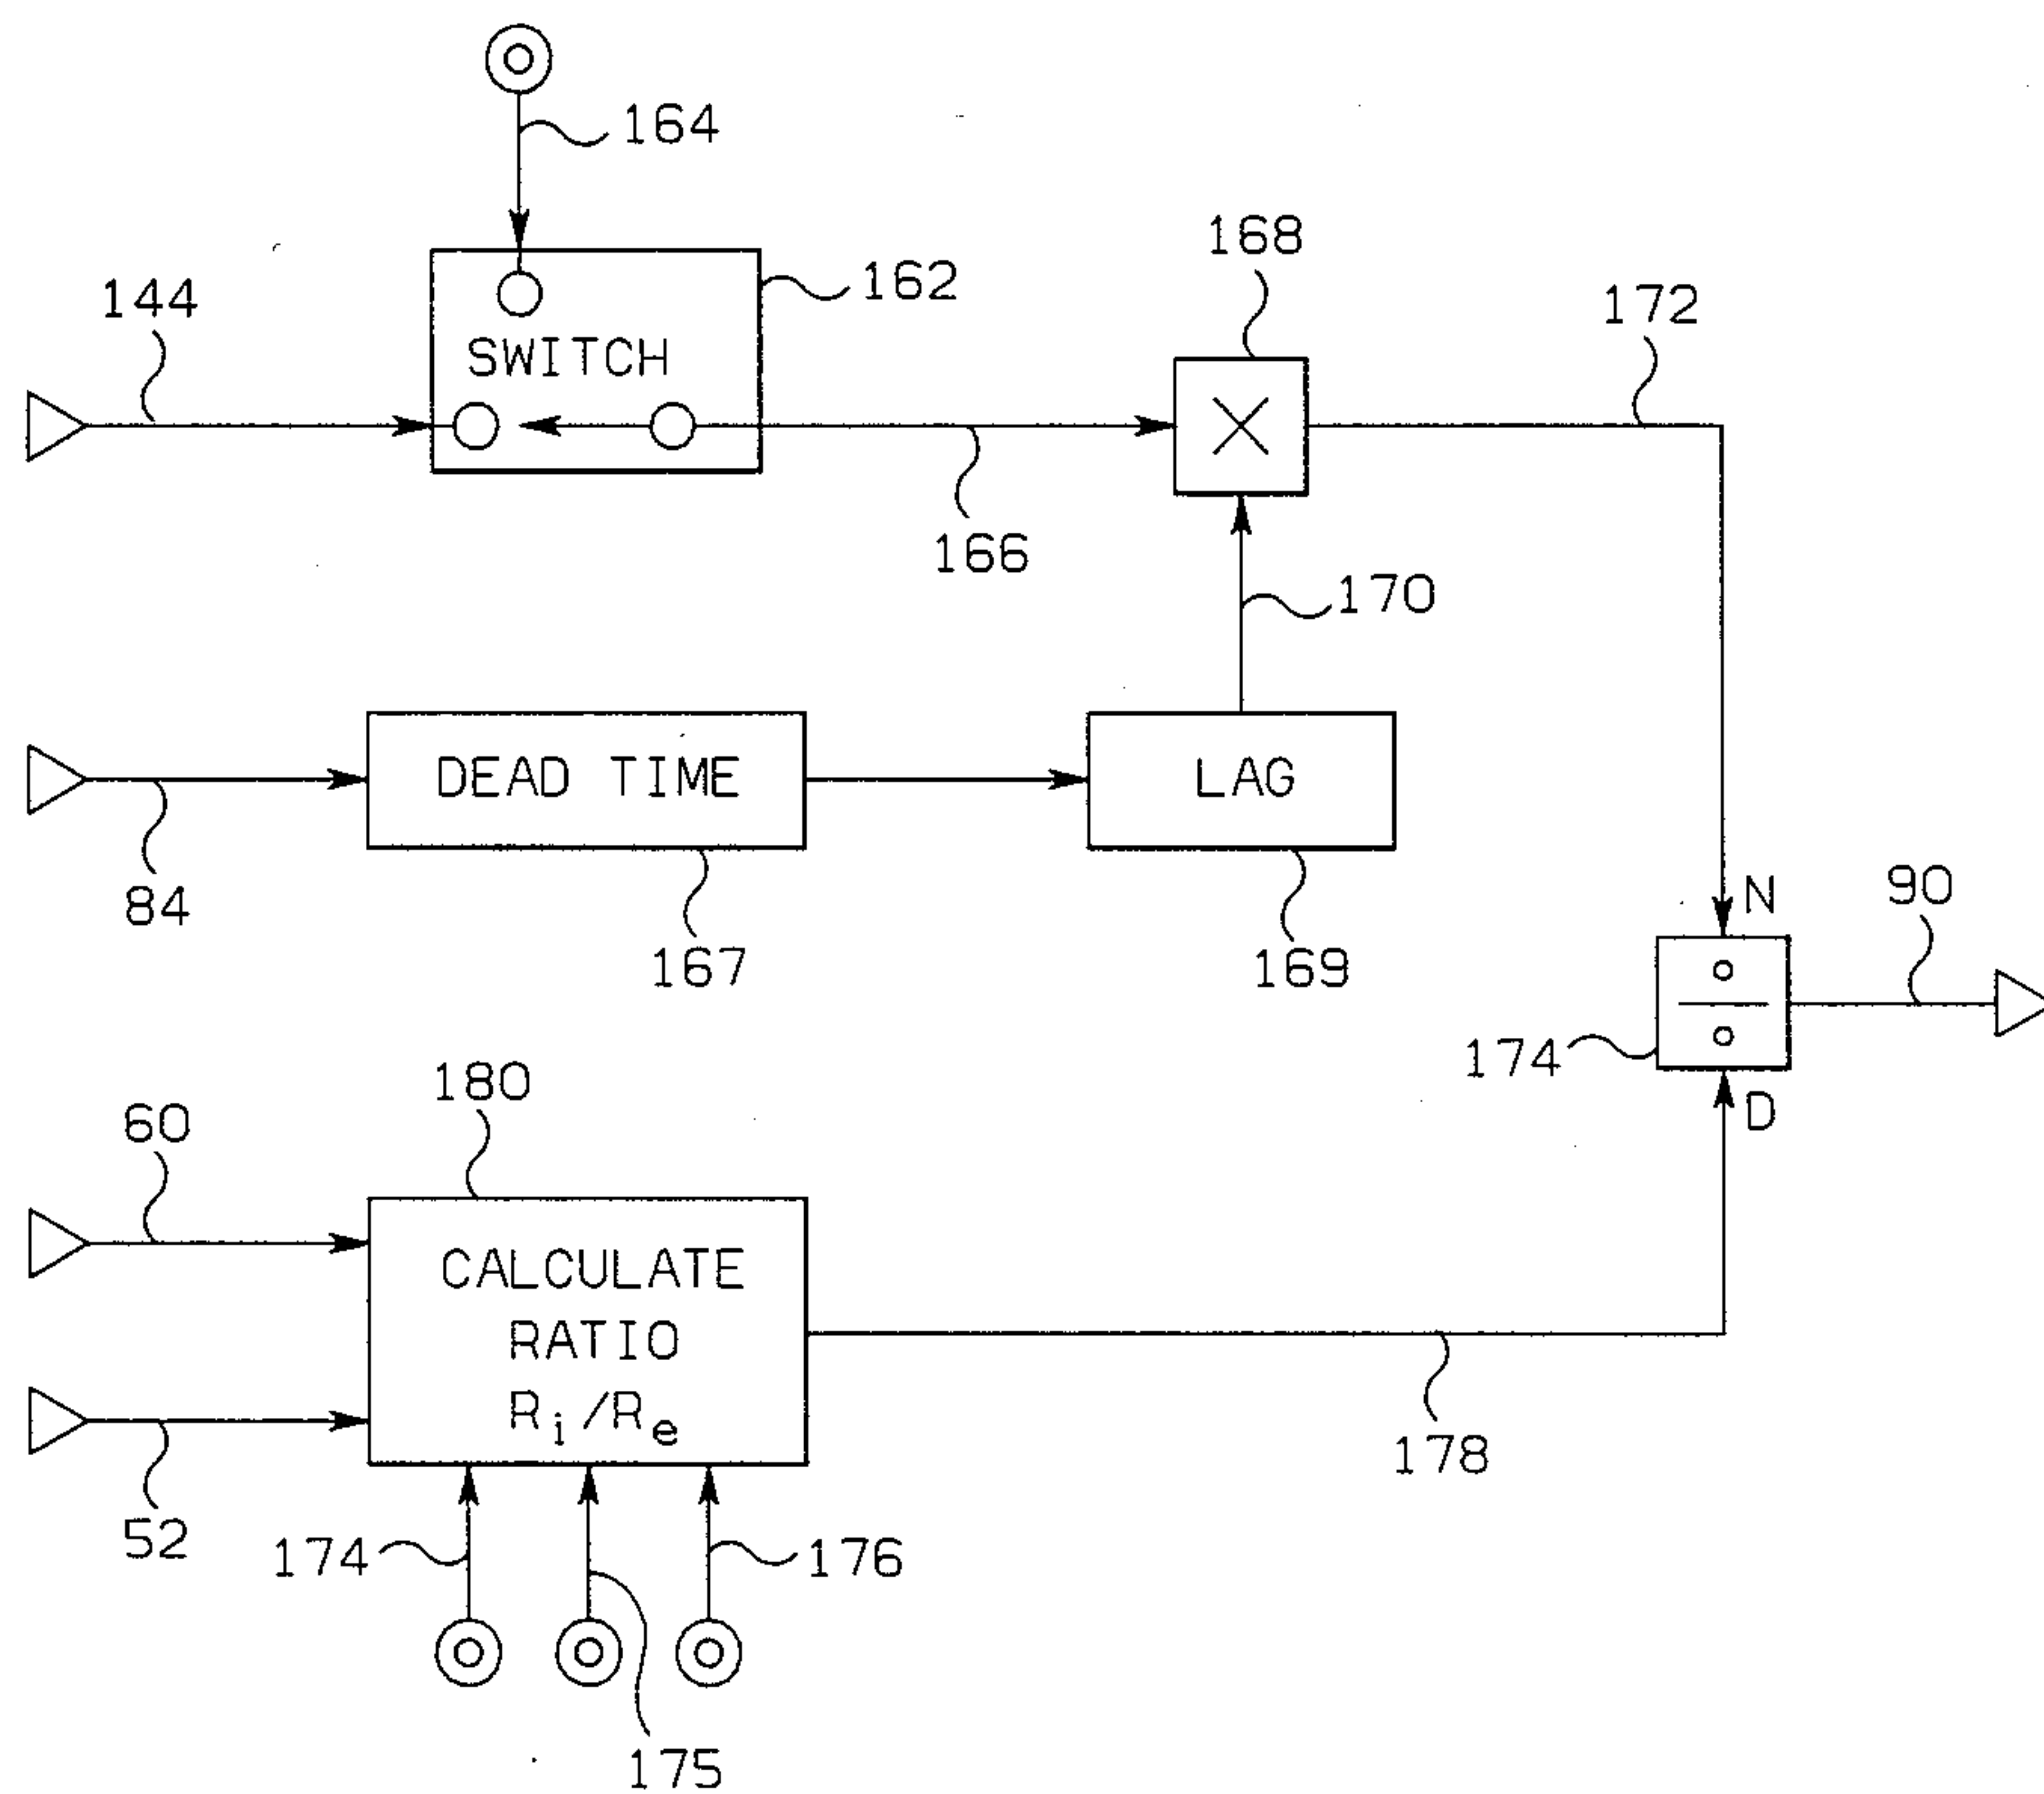 164
168
162
144
172
SWITCH
166
170
DEAD TIME
LAG
84
90
N
167
169
174
180
D
60
CALCULATE
RATIO
Ri/Re
178
52
174
176
175